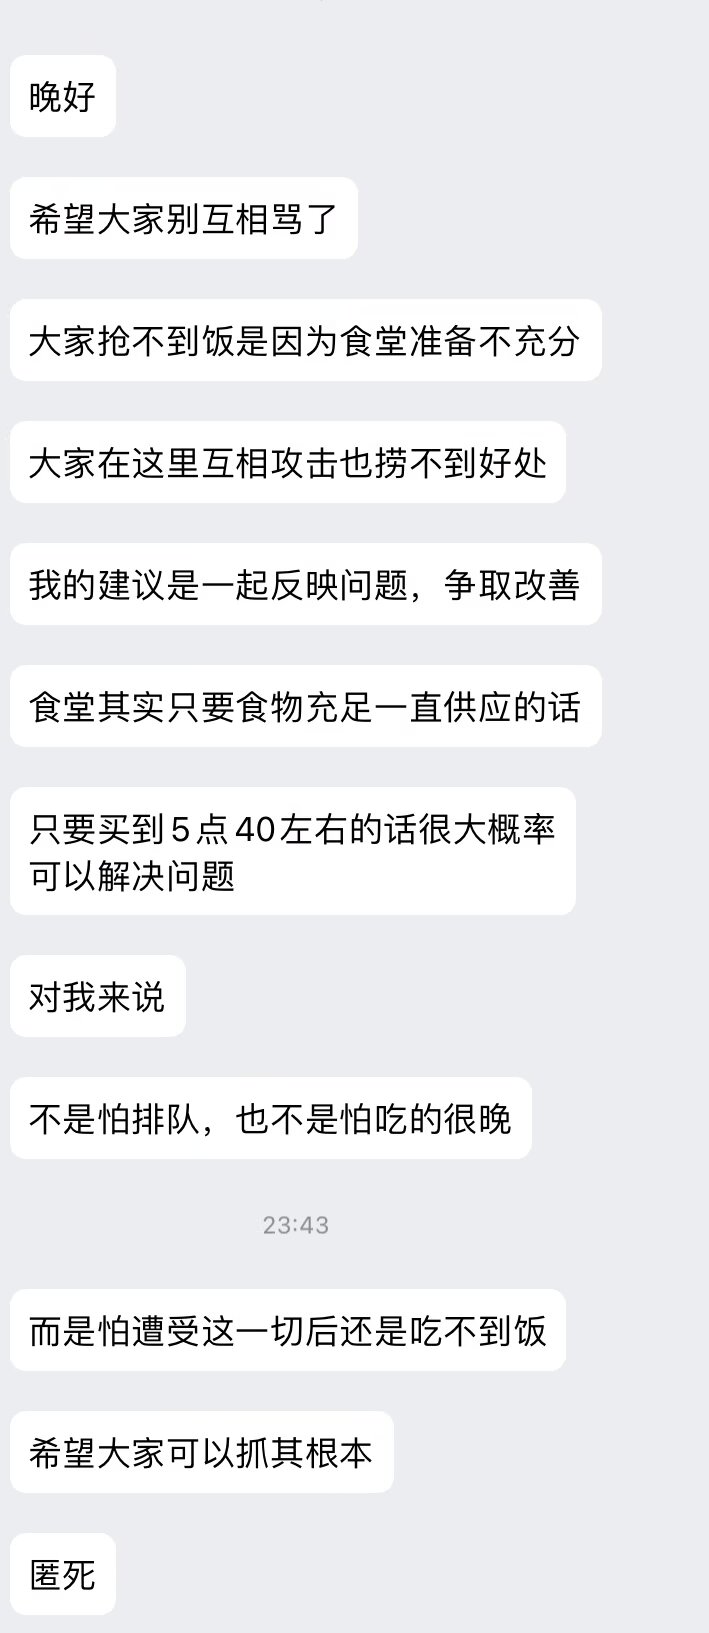 晚好
希望大家别互相骂了
大家抢不到饭是因为食堂准备不充分
大家在这里互相攻击也捞不到好处
我的建议是一起反映问题，争取改善
食堂其实只要食物充足一直供应的话
只要买到5点40左右的话很大概率
可以解决问题
对我来说
不是怕排队，也不是怕吃的很晚
23:43
而是怕遭受这一切后还是吃不到饭
希望大家可以抓其根本
匿死